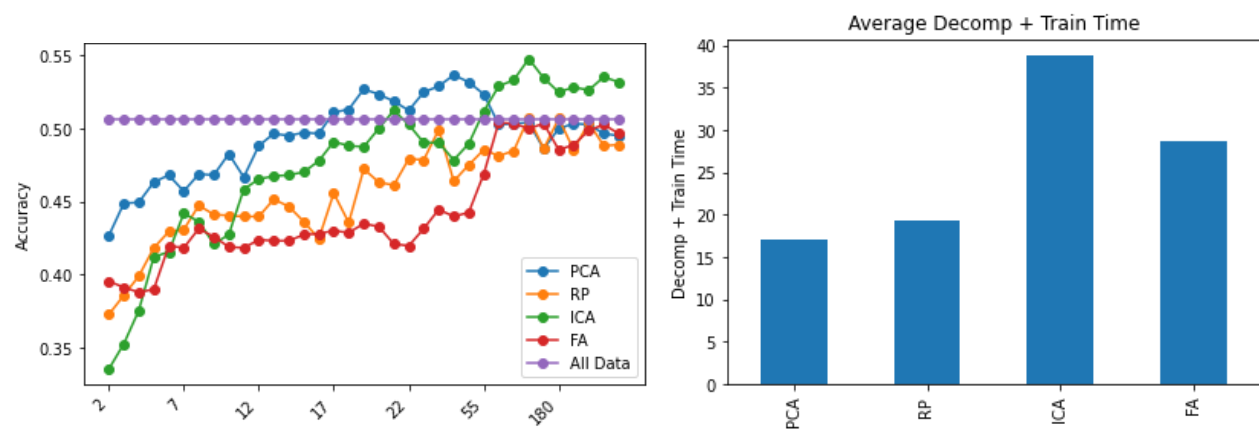 Accuracy
0.55
0.50
0.45
0.40
0.35
2
7
12
17
22
55
180
PCA
RP
ICA
FA
All Data
Average Decomp + Train Time
Decomp + Train Time
40
35
30
25
20
15
10
5
0
PCA
RP
ICA
FA